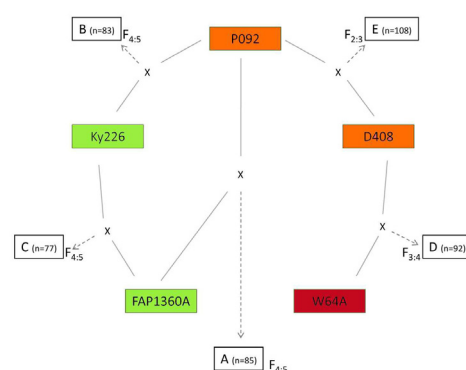 B (n=83)
F4:5
P092
F2:3
E (n=108)
X
X
Ky226
D408
X
X
X
C (n=77)
F4:5
F3:4
D (n=92)
FAP1360A
W64A
A (n=85)
F4:5